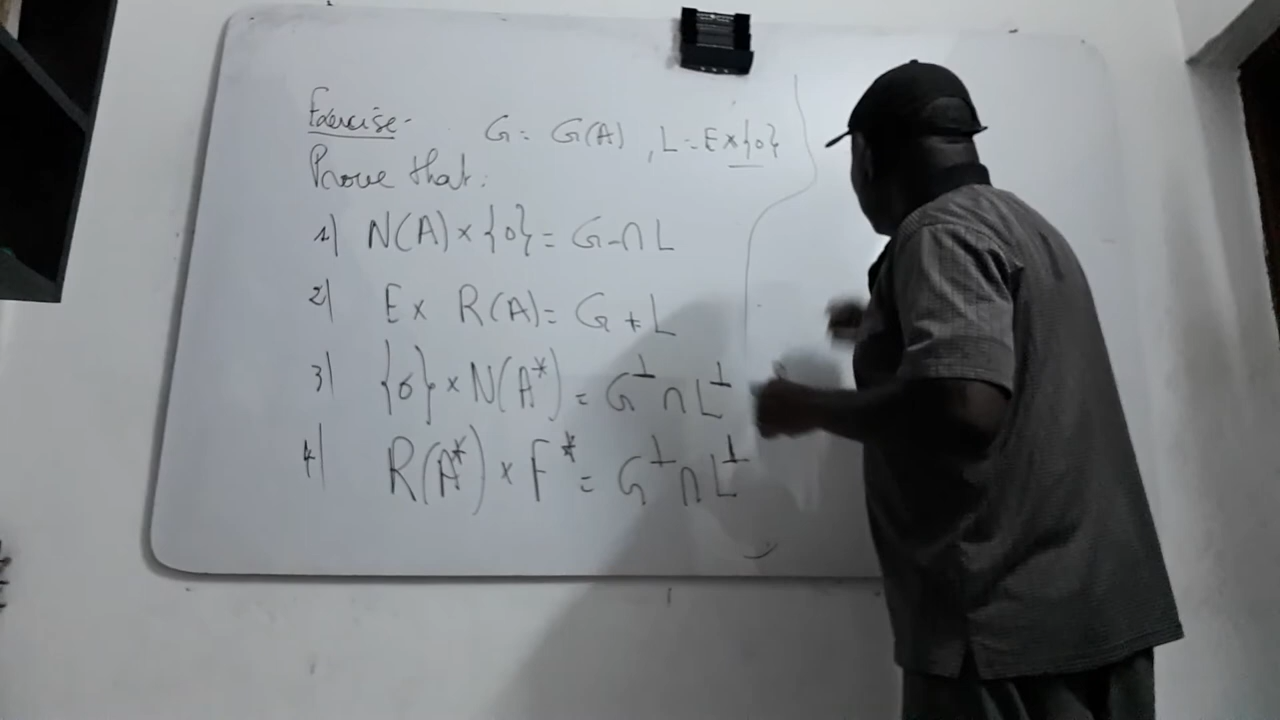 Exercise.
G = G(A), L = E×{0}
Prove that:
1) N(A) × {0} = G ∩ L
2) E × R(A) = G + L
3) {0} × N(A*) = G⊥ ∩ L⊥
4) R(A*) × F* = G⊥ ∩ L⊥